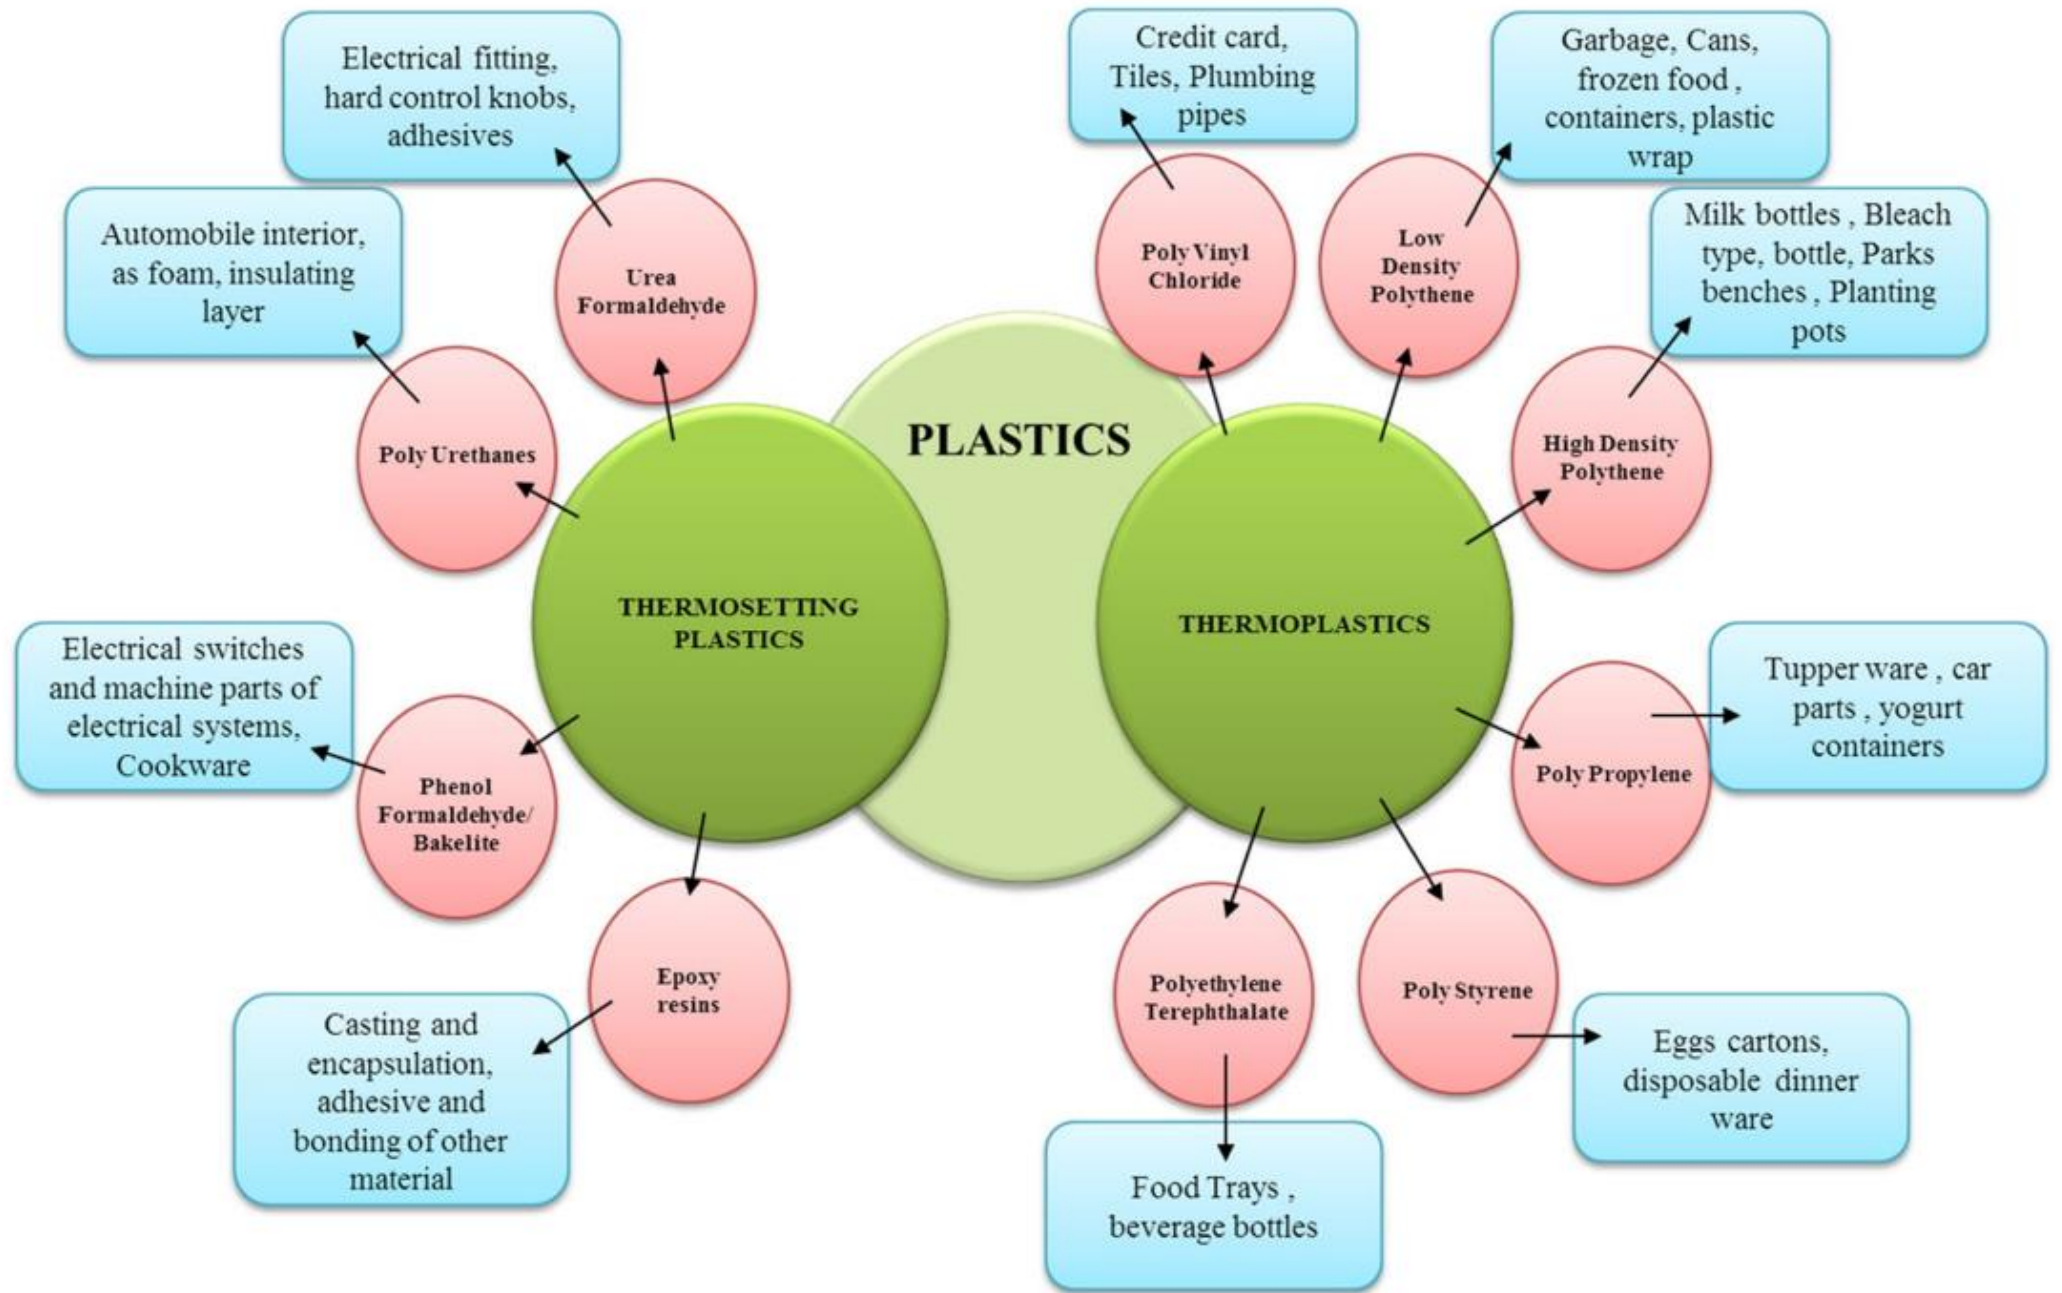 Electrical fitting,
hard control knobs,
adhesives
Credit card,
Tiles, Plumbing
pipes
Garbage, Cans,
frozen food ,
containers, plastic
wrap
Automobile interior,
as foam, insulating
layer
Urea
Formaldehyde
Poly Vinyl
Chloride
Low
Density
Polythene
Milk bottles , Bleach
type, bottle, Parks
benches , Planting
pots
Poly Urethanes
PLASTICS
High Density
Polythene
THERMOSETTING
PLASTICS
THERMOPLASTICS
Electrical switches
and machine parts of
electrical systems,
Cookware
Phenol
Formaldehyde/
Bakelite
Poly Propylene
Tupper ware , car
parts , yogurt
containers
Epoxy
resins
Casting and
encapsulation,
adhesive and
bonding of other
material
Polyethylene
Terephthalate
Poly Styrene
Eggs cartons,
disposable dinner
ware
Food Trays ,
beverage bottles